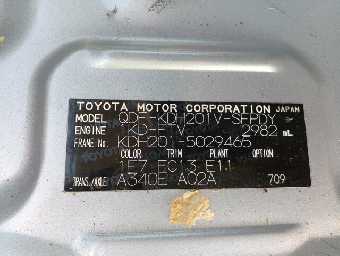 TOYOTA MOTOR CORPORATION JAPAN
MODEL QDF-KDH201V-SFPDY
ENGINE 1KD-FTV 2982 mL
FRAME No. KDH201-5029465
COLOR TRIM PLANT
1E7 FC13 E11
TRANS./AXLE A340E A02A 709